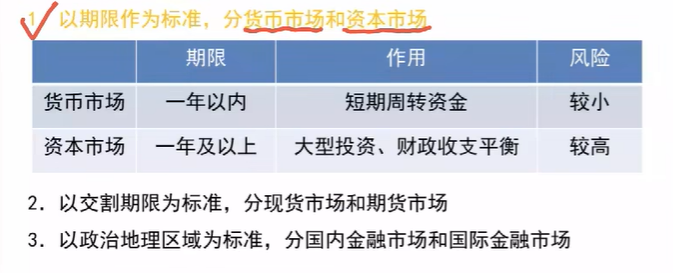 1．以期限作为标准，分货币市场和资本市场
期限 作用 风险
货币市场 一年以内 短期周转资金 较小
资本市场 一年及以上 大型投资、财政收支平衡 较高
2．以交割期限为标准，分现货市场和期货市场
3．以政治地理区域为标准，分国内金融市场和国际金融市场